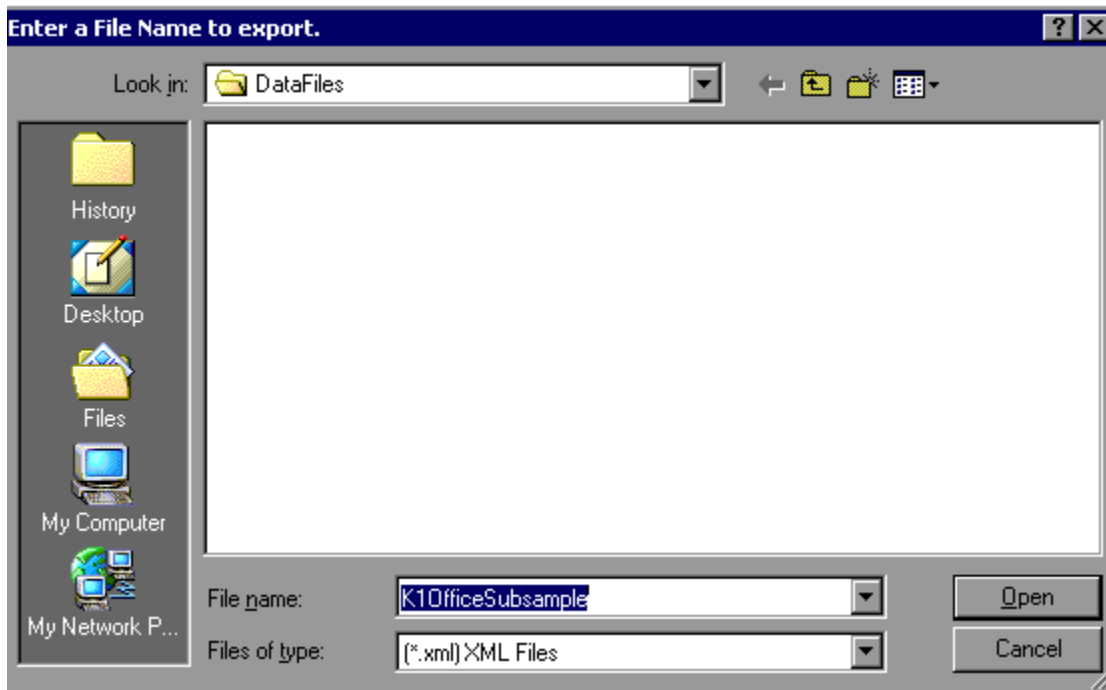 Enter a File Name to export.
Look in: DataFiles
History
Desktop
Files
My Computer
My Network P...
File name: K1OfficeSubsample Open
Files of type: (*.xml) XML Files Cancel